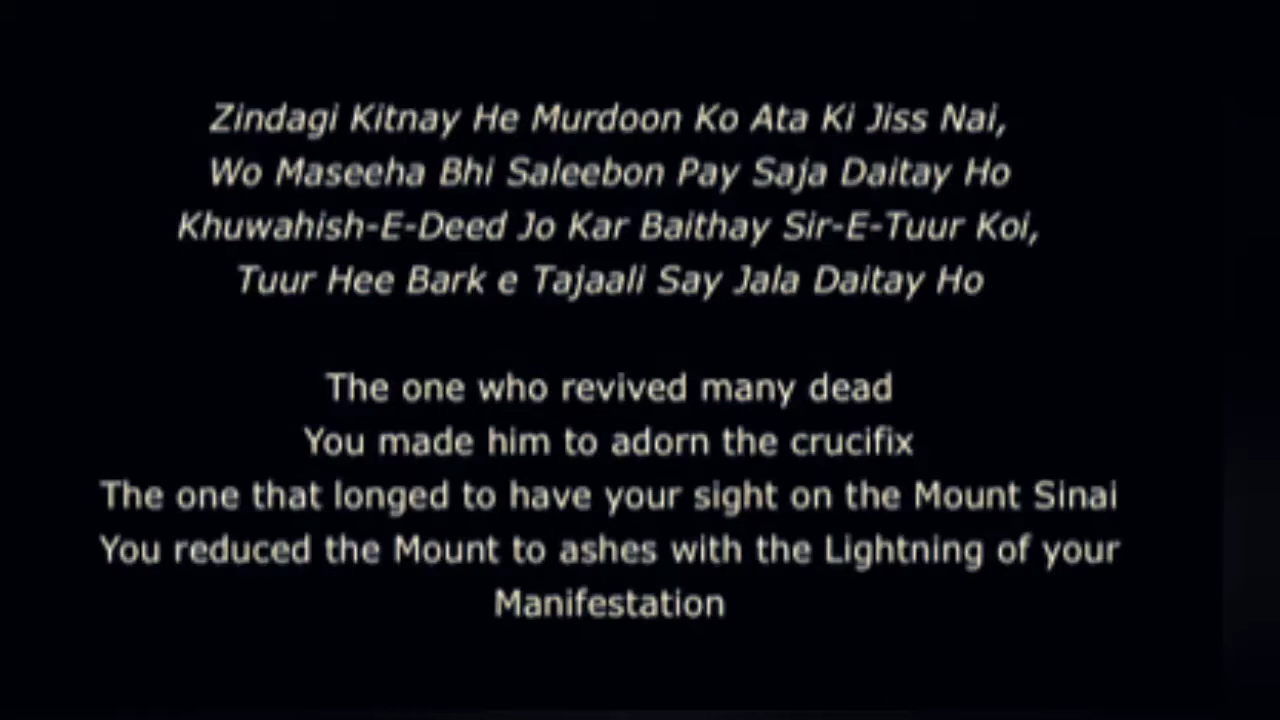 Zindagi Kitnay He Murdoon Ko Ata Ki Jiss Nai,
Wo Maseeha Bhi Saleebon Pay Saja Daitay Ho
Khuwahish-E-Deed Jo Kar Baithay Sir-E-Tuur Koi,
Tuur Hee Bark e Tajaali Say Jala Daitay Ho
The one who revived many dead
You made him to adorn the crucifix
The one that longed to have your sight on the Mount Sinai
You reduced the Mount to ashes with the Lightning of your
Manifestation